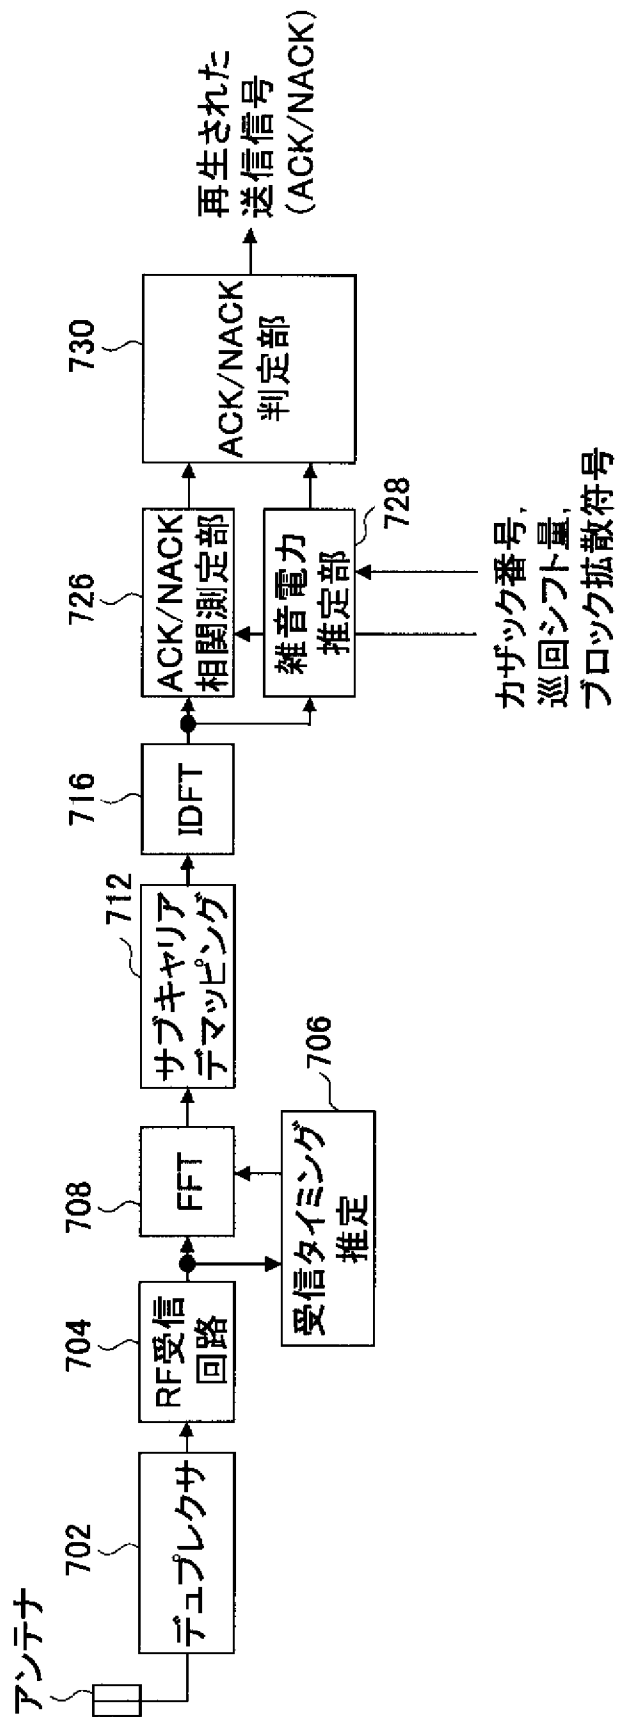 アンテナ
702
デュプレクサ
704
RF受信
回路
706
受信タイミング
推定
708
FFT
712
サブキャリア
デマッピング
716
IDFT
726
ACK/NACK
相関測定部
雑音電力
推定部
728
カザック番号,
巡回シフト量,
ブロック拡散符号
730
ACK/NACK
判定部
再生された
送信信号
(ACK/NACK)